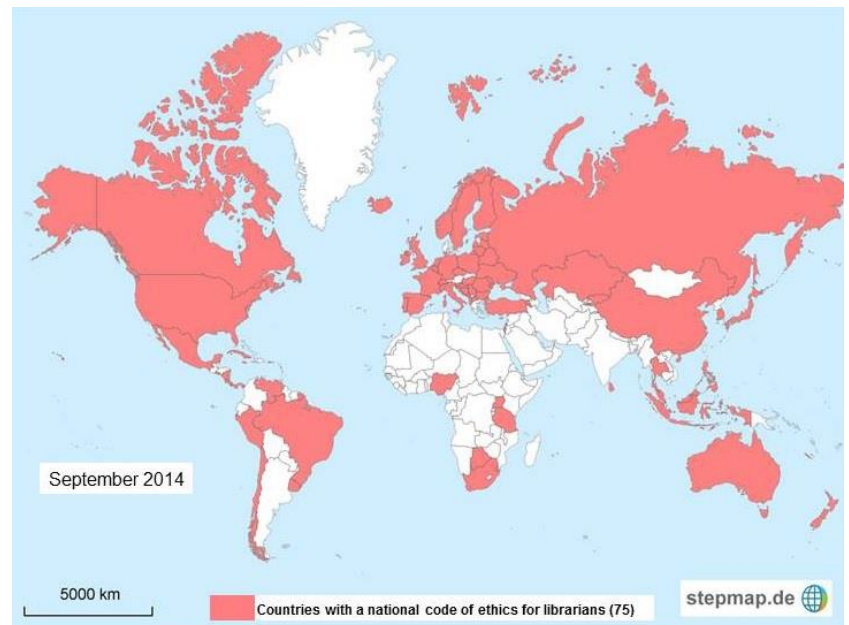 September 2014
5000 km
Countries with a national code of ethics for librarians (75)
stepmap.de